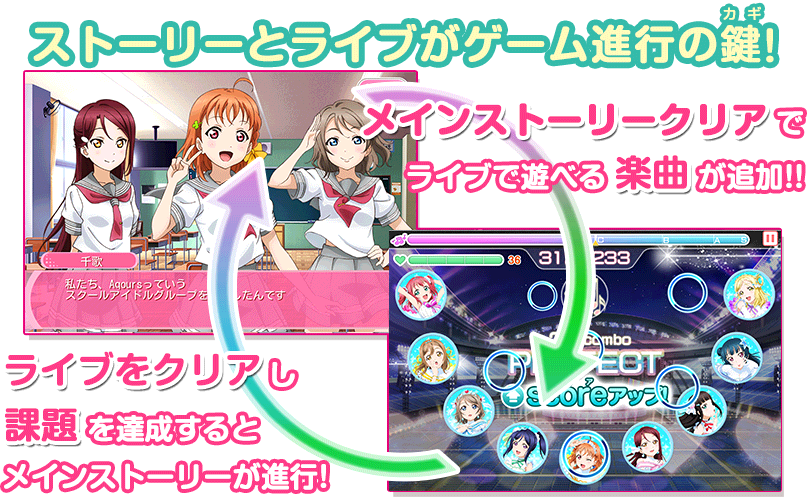 ストーリーとライブがゲーム進行の鍵!
カギ
メインストーリークリアで
ライブで遊べる 楽曲 が追加!!
千歌
私たち、Aqoursっていう
スクールアイドルグループを したんです
C B A S
36 31 233
combo
PERFECT
scoreアップ!
ライブをクリアし
課題 を達成すると
メインストーリーが進行!